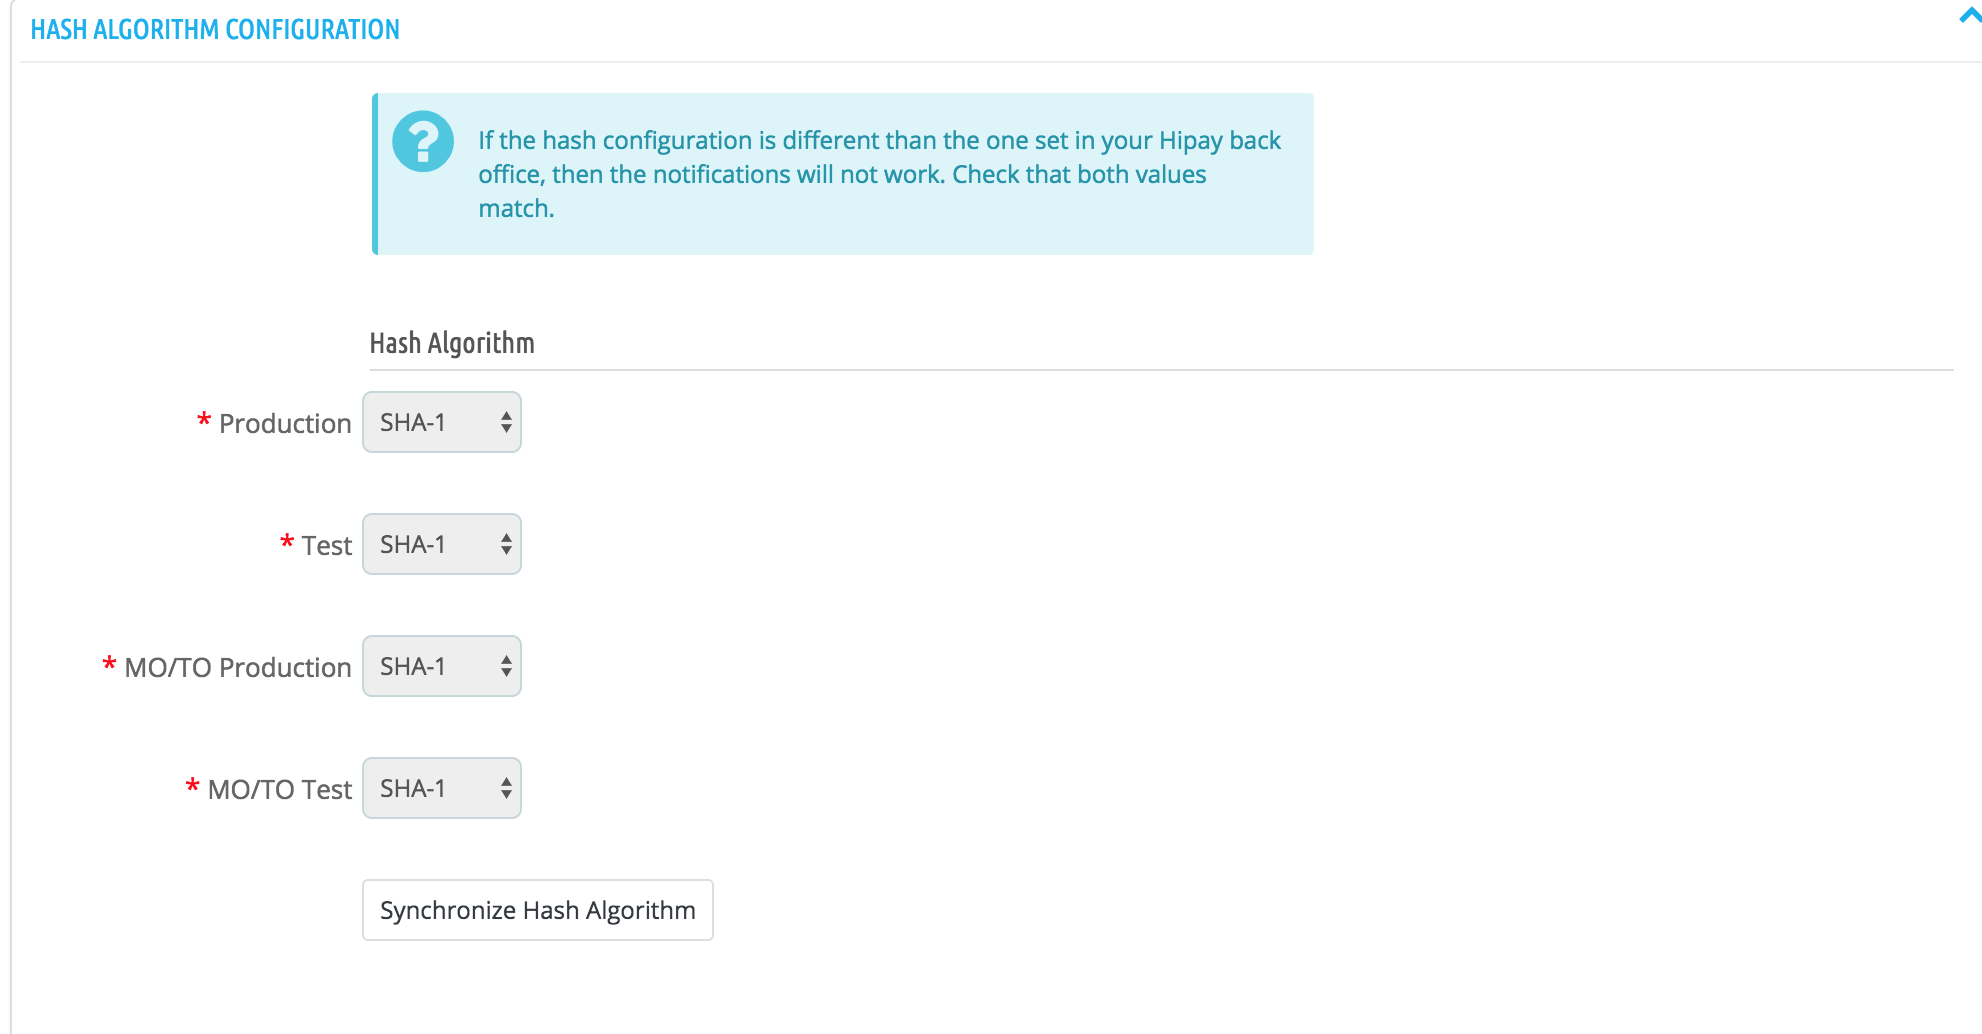 HASH ALGORITHM CONFIGURATION
If the hash configuration is different than the one set in your Hipay back
office, then the notifications will not work. Check that both values
match.
Hash Algorithm
* Production SHA-1
* Test SHA-1
* MO/TO Production SHA-1
* MO/TO Test SHA-1
Synchronize Hash Algorithm